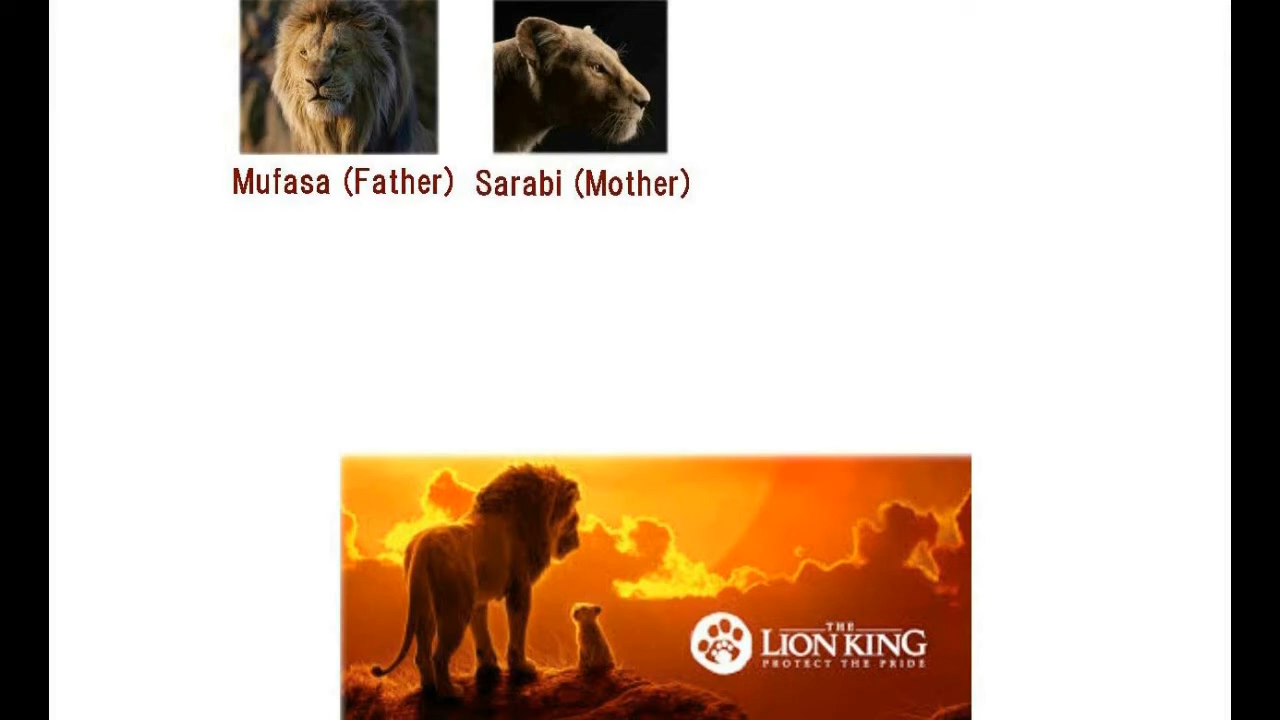 Mufasa (Father) Sarabi (Mother)
THE
LION KING
PROTECT THE PRIDE